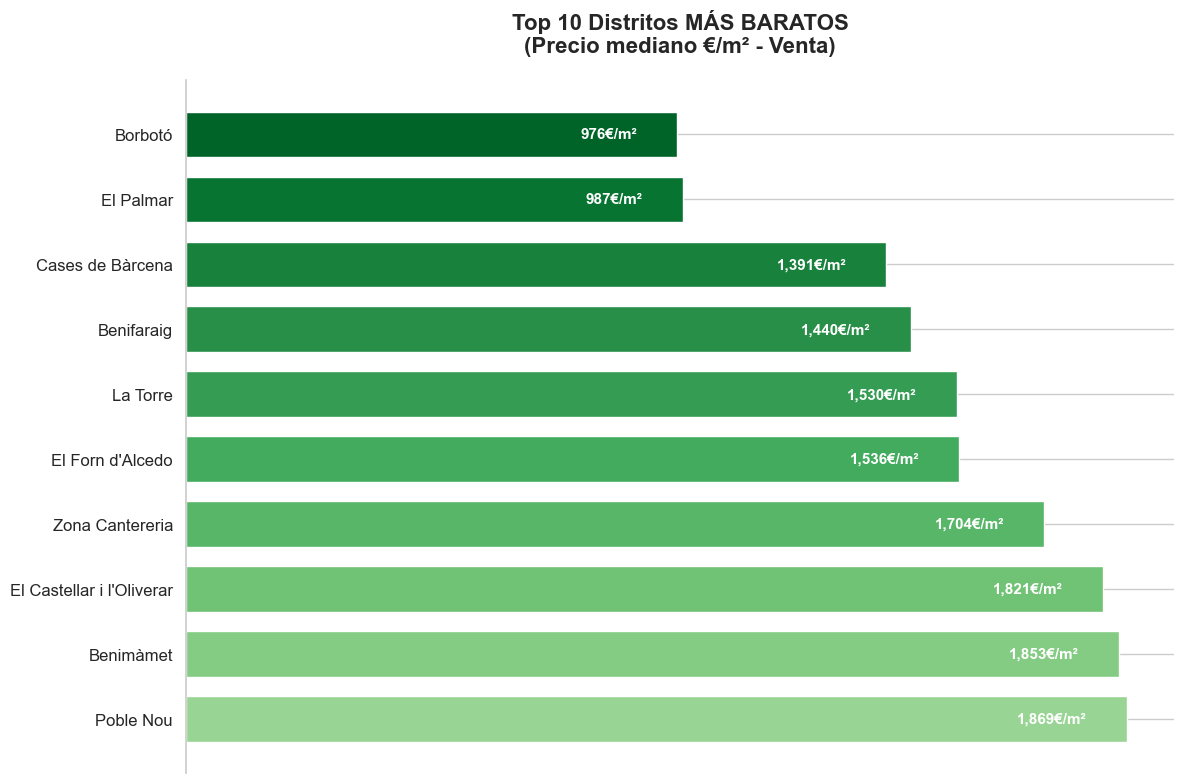 Top 10 Distritos MÁS BARATOS
(Precio mediano €/m² - Venta)
Borbotó
976€/m²
El Palmar
987€/m²
Cases de Bàrcena
1,391€/m²
Benifaraig
1,440€/m²
La Torre
1,530€/m²
El Forn d'Alcedo
1,536€/m²
Zona Cantereria
1,704€/m²
El Castellar i l'Oliverar
1,821€/m²
Benimàmet
1,853€/m²
Poble Nou
1,869€/m²